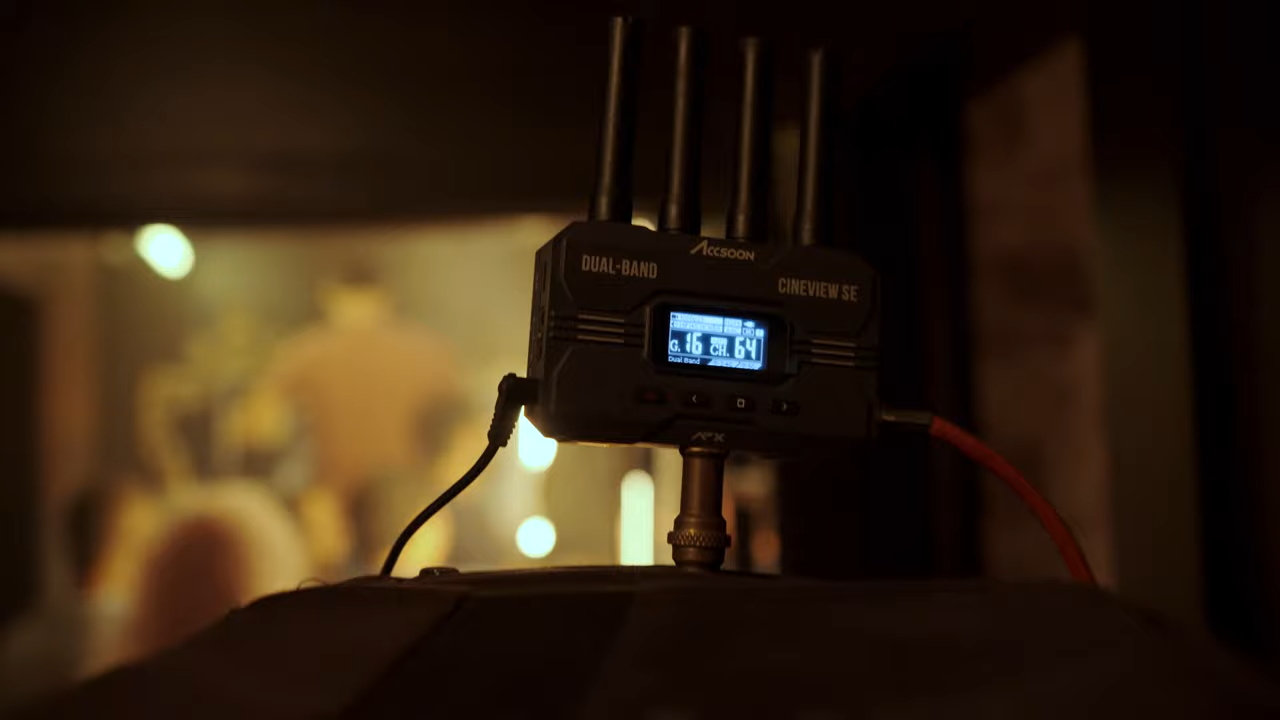 ACCSOON
DUAL-BAND
CINEVIEW SE
G. 16 CH. 64
Dual Band